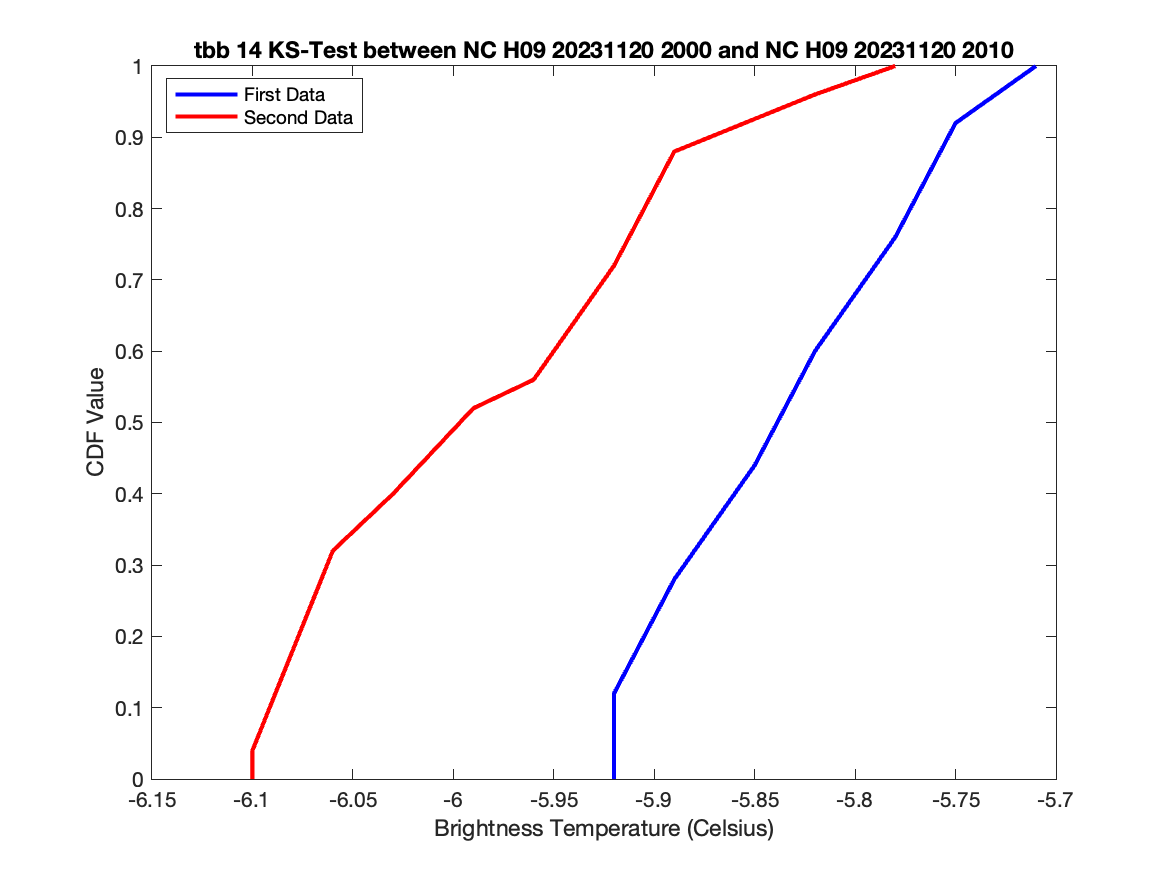 tbb 14 KS-Test between NC H09 20231120 2000 and NC H09 20231120 2010
First Data
Second Data
1
0.9
0.8
0.7
0.6
0.5
0.4
0.3
0.2
0.1
0
CDF Value
-6.15 -6.1 -6.05 -6 -5.95 -5.9 -5.85 -5.8 -5.75 -5.7
Brightness Temperature (Celsius)